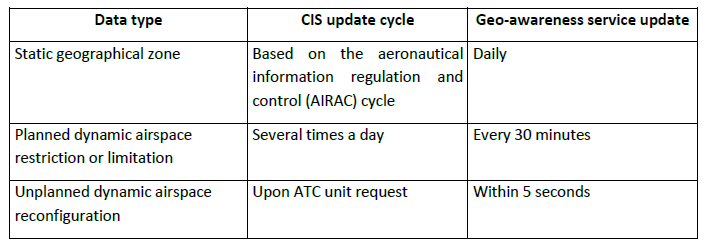 Data type CIS update cycle Geo-awareness service update
Static geographical zone Based on the aeronautical Daily
information regulation and
control (AIRAC) cycle
Planned dynamic airspace Several times a day Every 30 minutes
restriction or limitation
Unplanned dynamic airspace Upon ATC unit request Within 5 seconds
reconfiguration